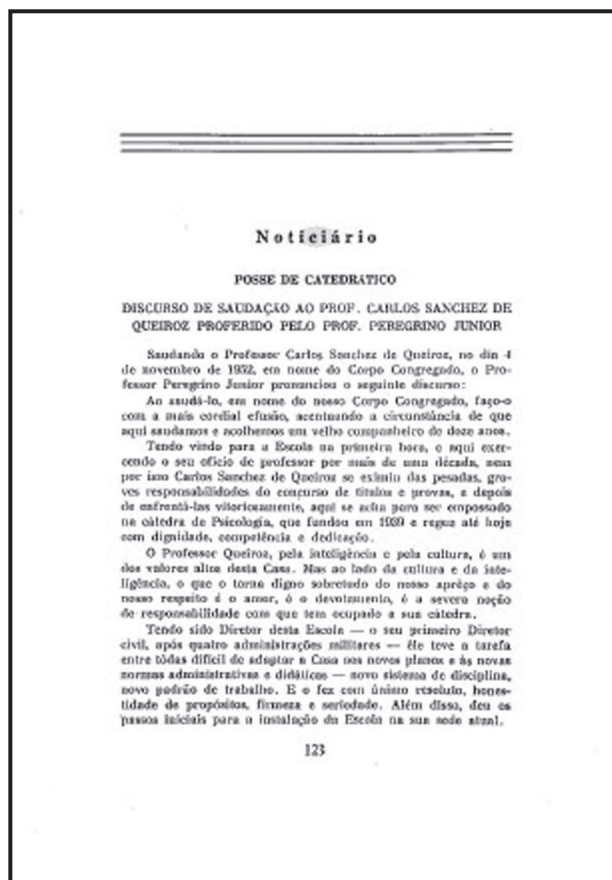 Noticiário
POSSE DE CATEDRATICO
DISCURSO DE SAUDAÇÃO AO PROF. CARLOS SANCHEZ DE
QUEIROZ PROFERIDO PELO PROF. PEREGRINO JUNIOR
Saudando o Professor Carlos Sanchez de Queiroz, no dia 4
de novembro de 1952, em nome do Corpo Congregado, o Pro-
fessor Peregrino Junior pronunciou o seguinte discurso:
Ao saudá-lo, em nome do nosso Corpo Congregado, faço-o
com a mais cordial efusão, acentuando a circunstância de que
aqui saudamos e acolhemos um velho companheiro de doze anos.
Tendo vindo para a Escola na primeira hora, e aqui exer-
cendo o seu ofício de professor por mais de uma década, nem
por isso Carlos Sanchez de Queiroz se eximiu das pesadas, gra-
ves responsabilidades do concurso de títulos e provas, e depois
de enfrentá-las vitoriosamente, aqui se acha para ser empossado
na cátedra de Psicologia, que fundou em 1939 e regeu até hoje
com dignidade, competência e dedicação.
O Professor Queiroz, pela inteligência e pela cultura, é um
dos valores altos desta Casa. Mas ao lado da cultura e da inte-
ligência, o que o torna digno sobretudo do nosso aprêço e do
nosso respeito é o amor, é o devotamento, é a severa noção
de responsabilidade com que tem ocupado a sua cátedra.
Tendo sido Diretor desta Escola — o seu primeiro Diretor
civil, após quatro administrações militares — êle teve a tarefa
entre tôdas difícil de adaptar a Casa aos novos planos e às novas
normas administrativas e didáticas — novo sistema de disciplina,
novo padrão de trabalho. E o fez com ânimo resoluto, hones-
tidade de propósitos, firmeza e seriedade. Além disso, deu os
passos iniciais para a instalação da Escola na sua sede atual.
123